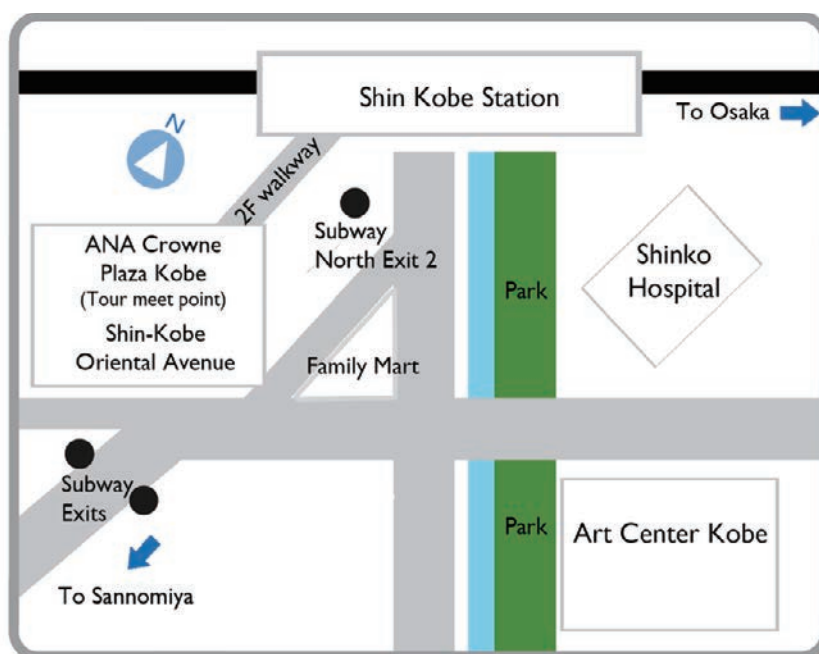 Shin Kobe Station
To Osaka
N
2F walkway
Subway
North Exit 2
ANA Crowne
Plaza Kobe
(Tour meet point)
Shin-Kobe
Oriental Avenue
Park
Shinko
Hospital
Family Mart
Subway
Exits
Park
Art Center Kobe
To Sannomiya